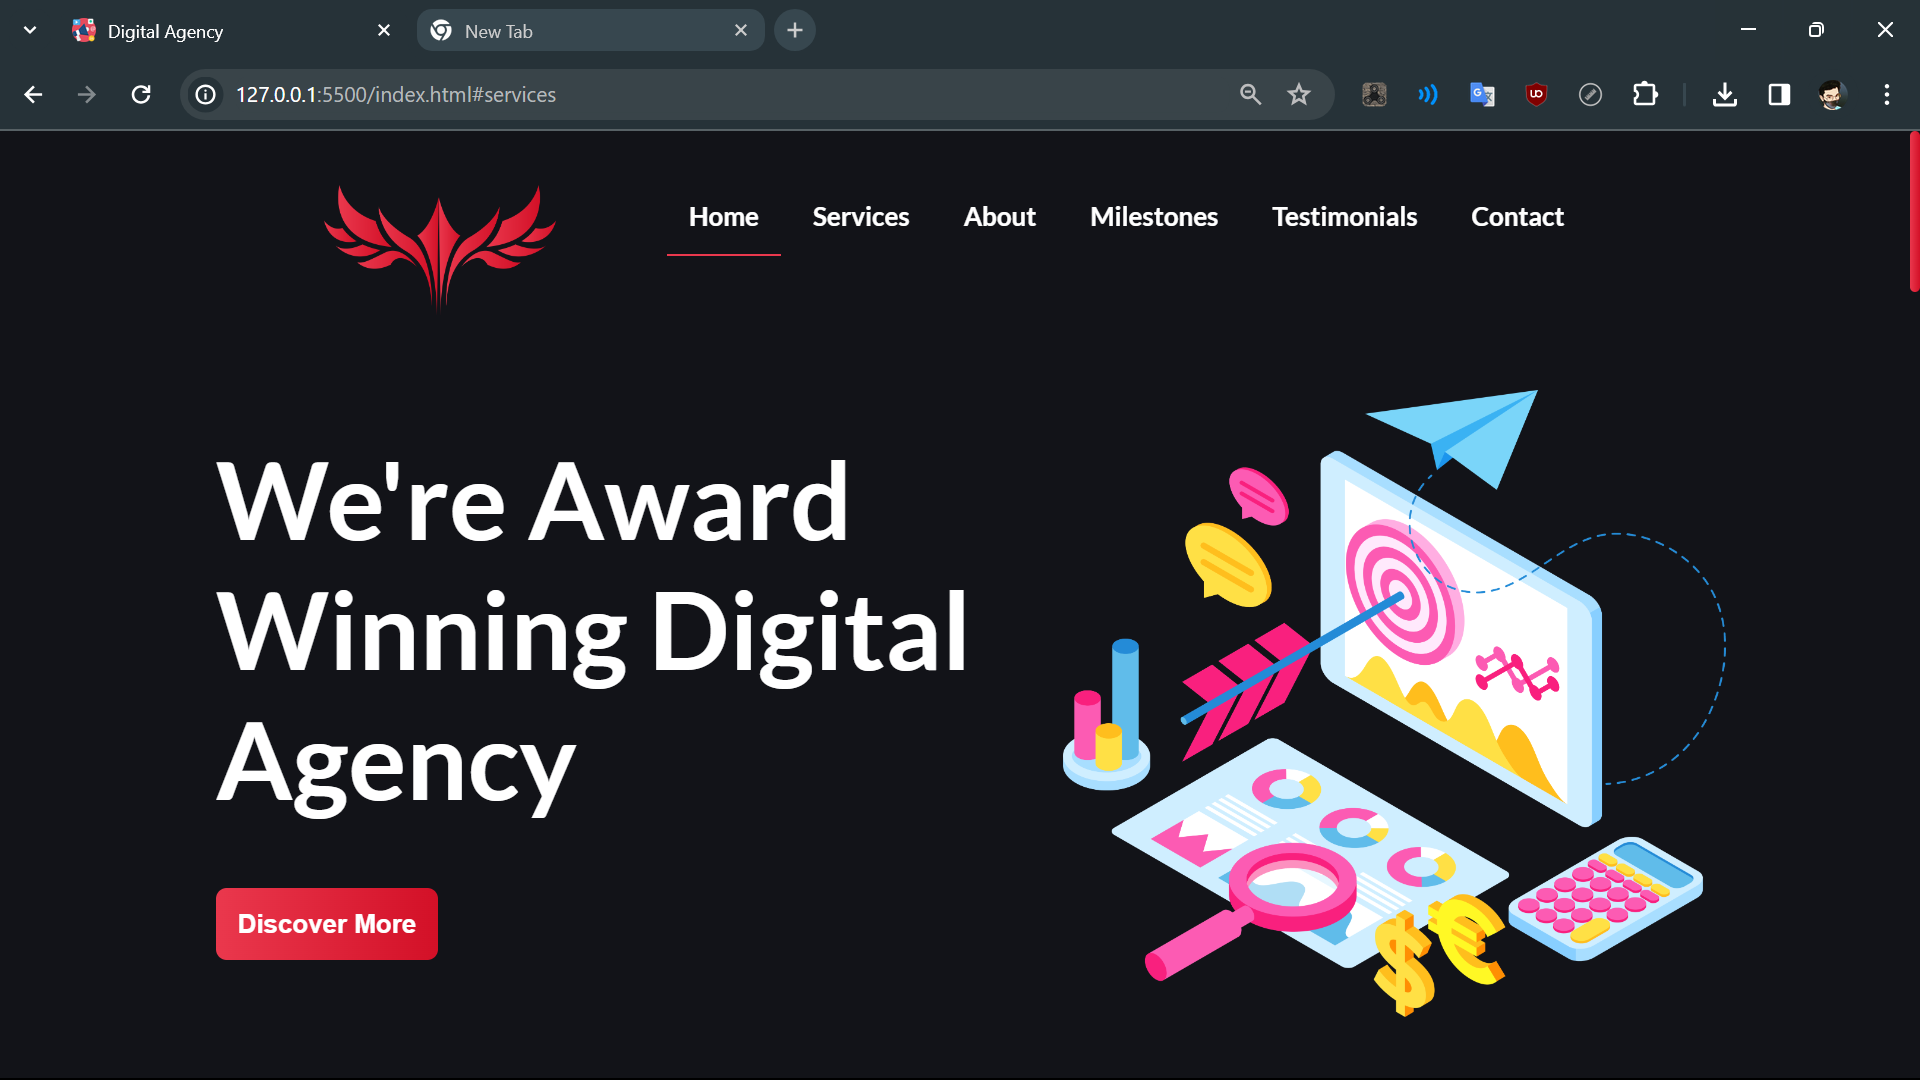 Digital Agency
New Tab
127.0.0.1:5500/index.html#services
Home Services About Milestones Testimonials Contact
We're Award
Winning Digital
Agency
Discover More